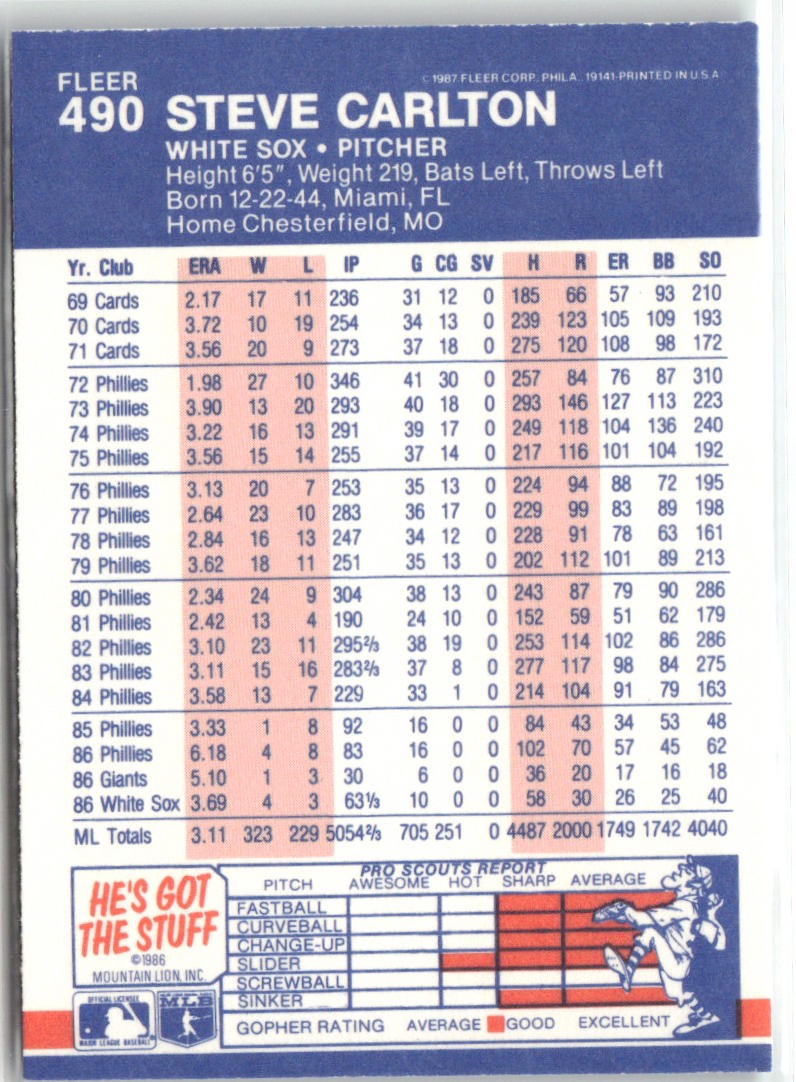 FLEER
© 1987 FLEER CORP. PHILA., 19141-PRINTED IN U.S.A
490 STEVE CARLTON
WHITE SOX • PITCHER
Height 6'5", Weight 219, Bats Left, Throws Left
Born 12-22-44, Miami, FL
Home Chesterfield, MO
Yr. Club ERA W L IP G CG SV H R ER BB SO
69 Cards 2.17 17 11 236 31 12 0 185 66 57 93 210
70 Cards 3.72 10 19 254 34 13 0 239 123 105 109 193
71 Cards 3.56 20 9 273 37 18 0 275 120 108 98 172
72 Phillies 1.98 27 10 346 41 30 0 257 84 76 87 310
73 Phillies 3.90 13 20 293 40 18 0 293 146 127 113 223
74 Phillies 3.22 16 13 291 39 17 0 249 118 104 136 240
75 Phillies 3.56 15 14 255 37 14 0 217 116 101 104 192
76 Phillies 3.13 20 7 253 35 13 0 224 94 88 72 195
77 Phillies 2.64 23 10 283 36 17 0 229 99 83 89 198
78 Phillies 2.84 16 13 247 34 12 0 228 91 78 63 161
79 Phillies 3.62 18 11 251 35 13 0 202 112 101 89 213
80 Phillies 2.34 24 9 304 38 13 0 243 87 79 90 286
81 Phillies 2.42 13 4 190 24 10 0 152 59 51 62 179
82 Phillies 3.10 23 11 295⅔ 38 19 0 253 114 102 86 286
83 Phillies 3.11 15 16 283⅔ 37 8 0 277 117 98 84 275
84 Phillies 3.58 13 7 229 33 1 0 214 104 91 79 163
85 Phillies 3.33 1 8 92 16 0 0 84 43 34 53 48
86 Phillies 6.18 4 8 83 16 0 0 102 70 57 45 62
86 Giants 5.10 1 3 30 6 0 0 36 20 17 16 18
86 White Sox 3.69 4 3 63⅓ 10 0 0 58 30 26 25 40
ML Totals 3.11 323 229 5054⅔ 705 251 0 4487 2000 1749 1742 4040
HE'S GOT
THE STUFF
©1986
MOUNTAIN LION, INC.
OFFICIAL LICENSEE
MAJOR LEAGUE BASEBALL
MLB
PRO SCOUTS REPORT
PITCH AWESOME HOT SHARP AVERAGE
FASTBALL
CURVEBALL
CHANGE-UP
SLIDER
SCREWBALL
SINKER
GOPHER RATING AVERAGE GOOD EXCELLENT